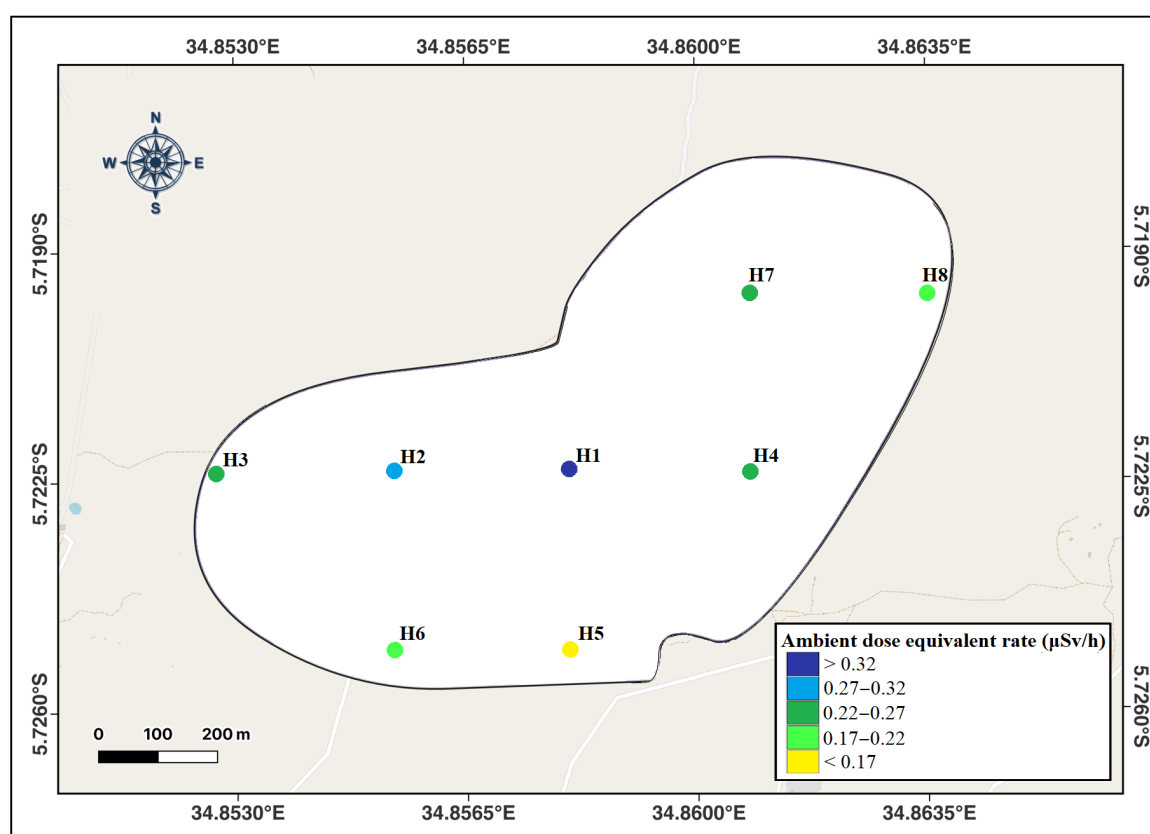 34.8530°E 34.8565°E 34.8600°E 34.8635°E
N
W E
S
5.7190°S
5.7190°S
H7 H8
H3 H2 H1 H4
5.7225°S
5.7225°S
H6 H5
Ambient dose equivalent rate (µSv/h)
> 0.32
0.27–0.32
0.22–0.27
0.17–0.22
< 0.17
5.7260°S
5.7260°S
0 100 200 m
34.8530°E 34.8565°E 34.8600°E 34.8635°E